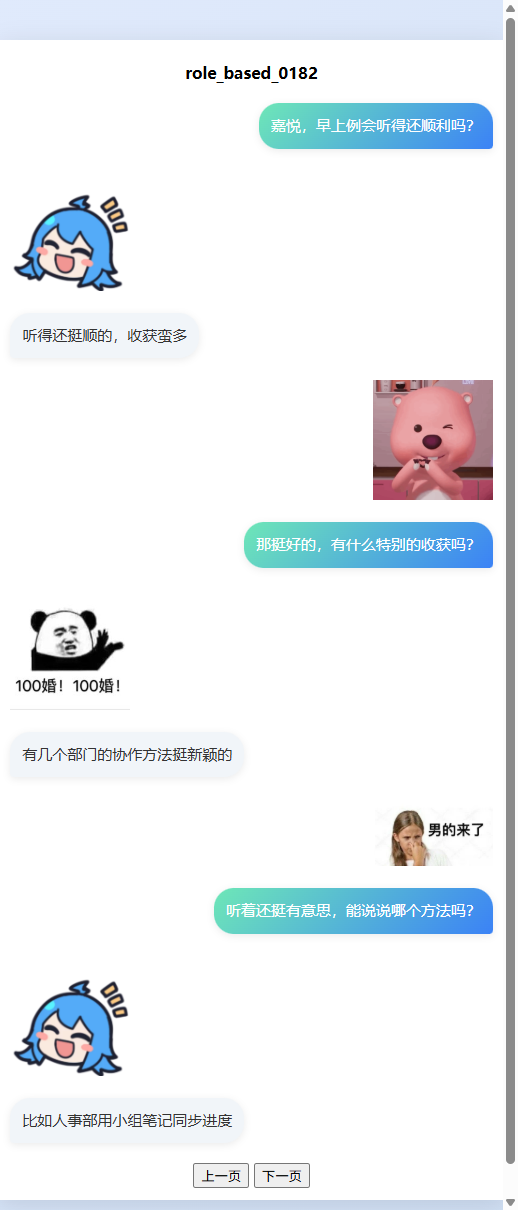 role_based_0182
嘉悦，早上例会听得还顺利吗？
听得还挺顺的，收获蛮多
那挺好的，有什么特别的收获吗？
100婚！100婚！
有几个部门的协作方法挺新颖的
男的来了
听着还挺有意思，能说说哪个方法吗？
比如人事部用小组笔记同步进度
上一页 下一页